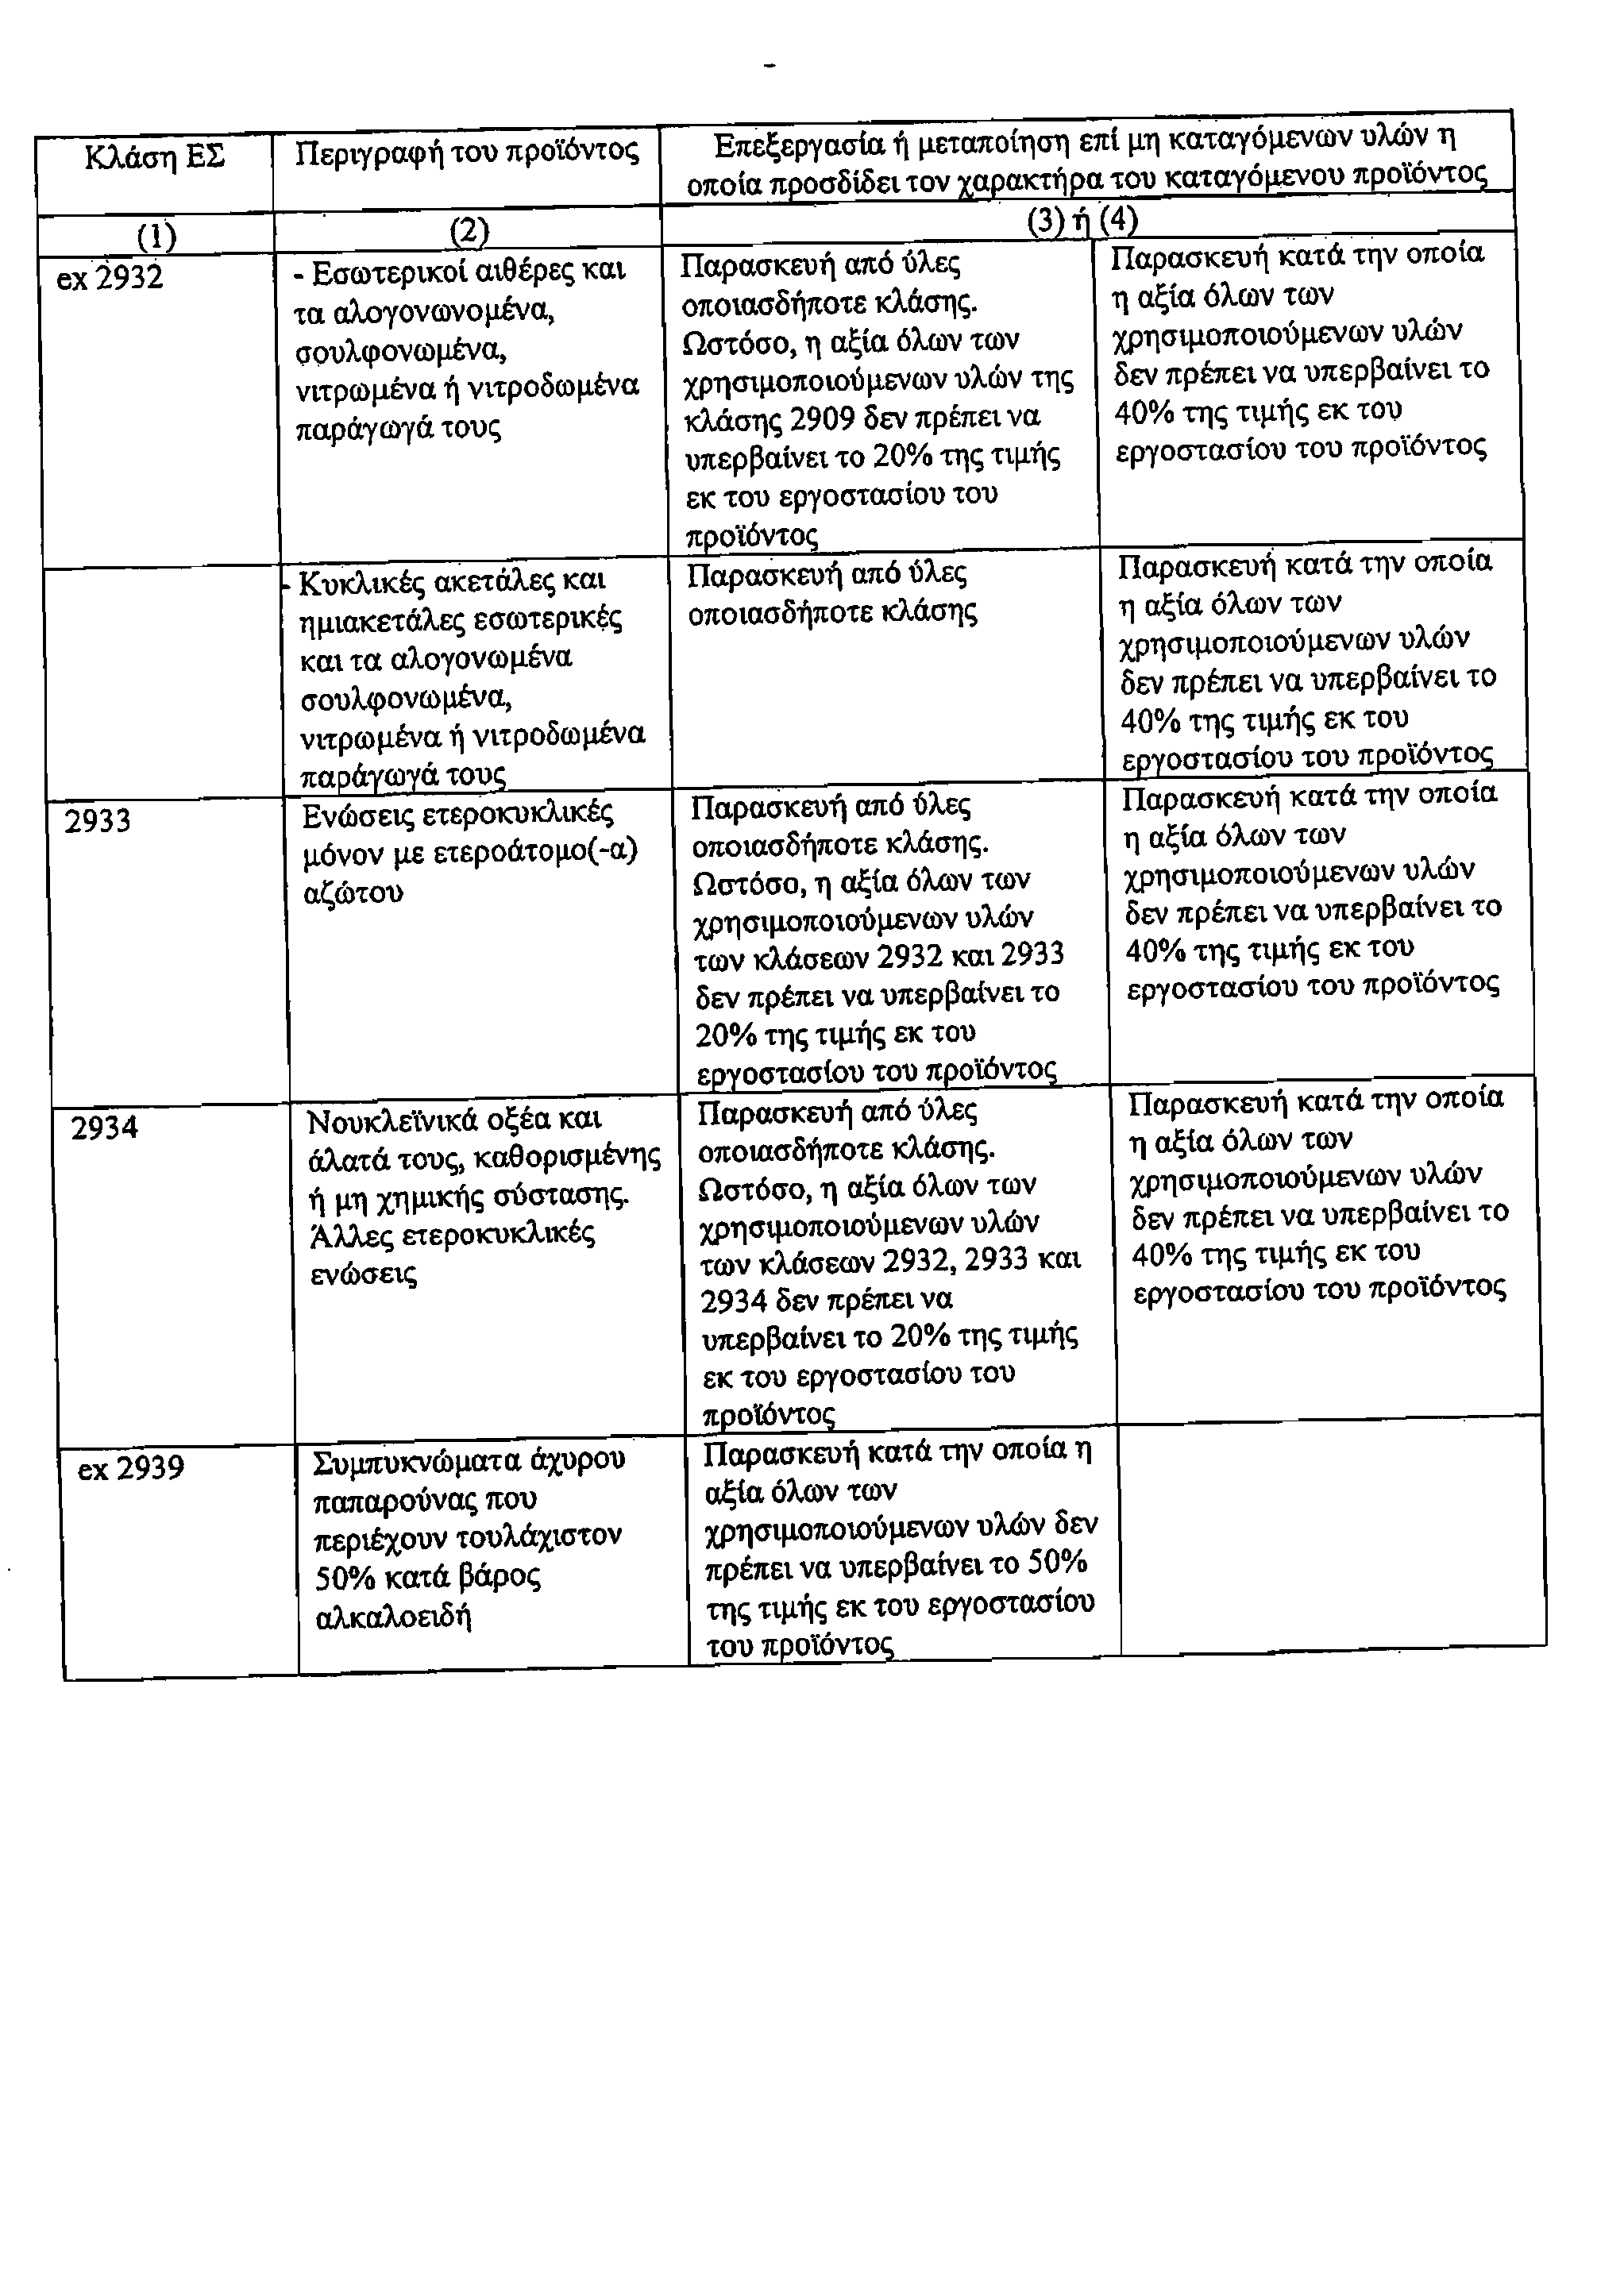 Κλάση ΕΣ
Περιγραφή του προϊόντος
Επεξεργασία ή μεταποίηση επί μη καταγόμενων υλών η
οποία προσδίδει τον χαρακτήρα του καταγόμενου προϊόντος
(1)
(2)
(3) ή (4)
ex 2932
- Εσωτερικοί αιθέρες και
τα αλογονωνομένα,
σουλφονωμένα,
νιτρωμένα ή νιτροδωμένα
παράγωγά τους
Παρασκευή από ύλες
οποιασδήποτε κλάσης.
Ωστόσο, η αξία όλων των
χρησιμοποιούμενων υλών της
κλάσης 2909 δεν πρέπει να
υπερβαίνει το 20% της τιμής
εκ του εργοστασίου του
προϊόντος
Παρασκευή κατά την οποία
η αξία όλων των
χρησιμοποιούμενων υλών
δεν πρέπει να υπερβαίνει το
40% της τιμής εκ του
εργοστασίου του προϊόντος
- Κυκλικές ακετάλες και
ημιακετάλες εσωτερικές
και τα αλογονωμένα
σουλφονωμένα,
νιτρωμένα ή νιτροδωμένα
παράγωγά τους
Παρασκευή από ύλες
οποιασδήποτε κλάσης
Παρασκευή κατά την οποία
η αξία όλων των
χρησιμοποιούμενων υλών
δεν πρέπει να υπερβαίνει το
40% της τιμής εκ του
εργοστασίου του προϊόντος
2933
Ενώσεις ετεροκυκλικές
μόνον με ετεροάτομο(-α)
αζώτου
Παρασκευή από ύλες
οποιασδήποτε κλάσης.
Ωστόσο, η αξία όλων των
χρησιμοποιούμενων υλών
των κλάσεων 2932 και 2933
δεν πρέπει να υπερβαίνει το
20% της τιμής εκ του
εργοστασίου του προϊόντος
Παρασκευή κατά την οποία
η αξία όλων των
χρησιμοποιούμενων υλών
δεν πρέπει να υπερβαίνει το
40% της τιμής εκ του
εργοστασίου του προϊόντος
2934
Νουκλεϊνικά οξέα και
άλατά τους, καθορισμένης
ή μη χημικής σύστασης.
Άλλες ετεροκυκλικές
ενώσεις
Παρασκευή από ύλες
οποιασδήποτε κλάσης.
Ωστόσο, η αξία όλων των
χρησιμοποιούμενων υλών
των κλάσεων 2932, 2933 και
2934 δεν πρέπει να
υπερβαίνει το 20% της τιμής
εκ του εργοστασίου του
προϊόντος
Παρασκευή κατά την οποία
η αξία όλων των
χρησιμοποιούμενων υλών
δεν πρέπει να υπερβαίνει το
40% της τιμής εκ του
εργοστασίου του προϊόντος
ex 2939
Συμπυκνώματα άχυρου
παπαρούνας που
περιέχουν τουλάχιστον
50% κατά βάρος
αλκαλοειδή
Παρασκευή κατά την οποία η
αξία όλων των
χρησιμοποιούμενων υλών δεν
πρέπει να υπερβαίνει το 50%
της τιμής εκ του εργοστασίου
του προϊόντος